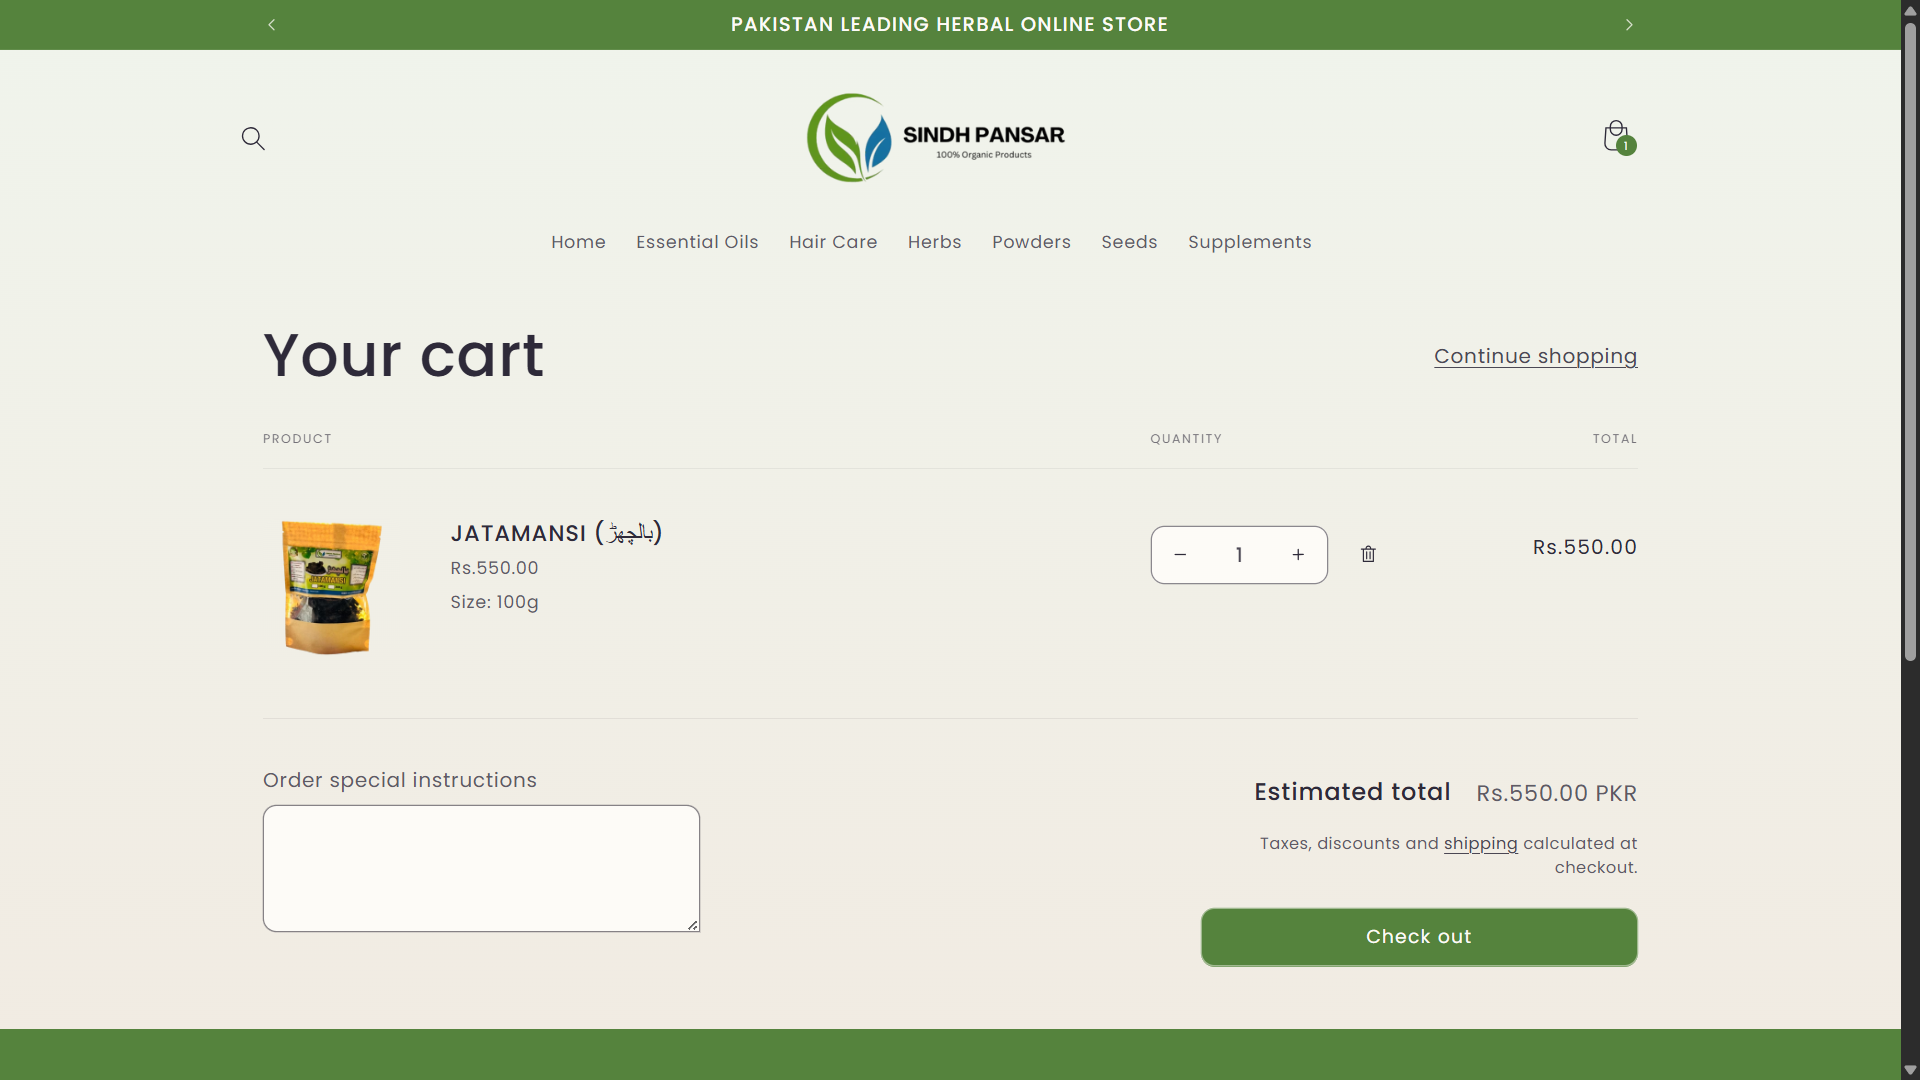 PAKISTAN LEADING HERBAL ONLINE STORE
SINDH PANSAR
100% Organic Products
1
Home Essential Oils Hair Care Herbs Powders Seeds Supplements
Your cart
Continue shopping
PRODUCT QUANTITY TOTAL
JATAMANSI (بالچھڑ)
Rs.550.00
Size: 100g
1
Rs.550.00
JATAMASSI
Order special instructions
Estimated total Rs.550.00 PKR
Taxes, discounts and shipping calculated at
checkout.
Check out